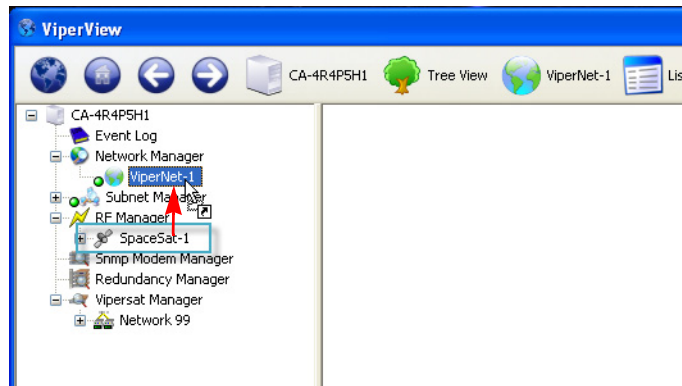 ViperView
CA-4R4P5H1 Tree View ViperNet-1 Lis
CA-4R4P5H1
Event Log
Network Manager
ViperNet-1
Subnet Manager
RF Manager
SpaceSat-1
Snmp Modem Manager
Redundancy Manager
Vipersat Manager
Network 99